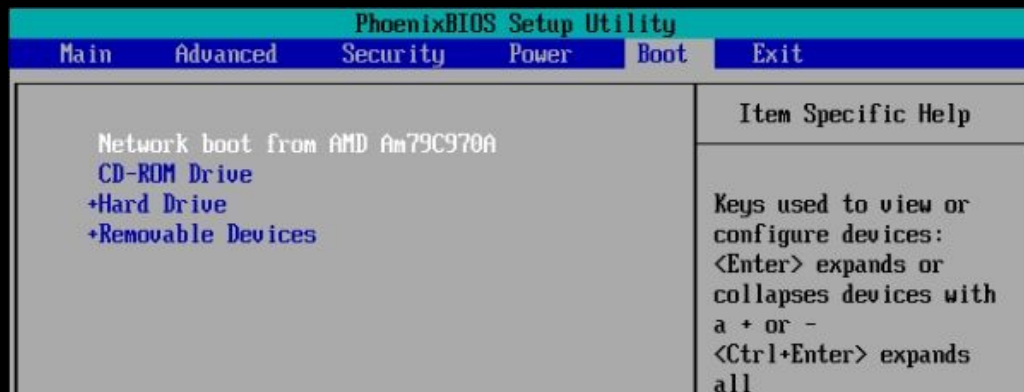 PhoenixBIOS Setup Utility
Main Advanced Security Power Boot Exit
Network boot from AMD Am79C970A
CD-ROM Drive
+Hard Drive
+Removable Devices
Item Specific Help
Keys used to view or
configure devices:
<Enter> expands or
collapses devices with
a + or -
<Ctrl+Enter> expands
all